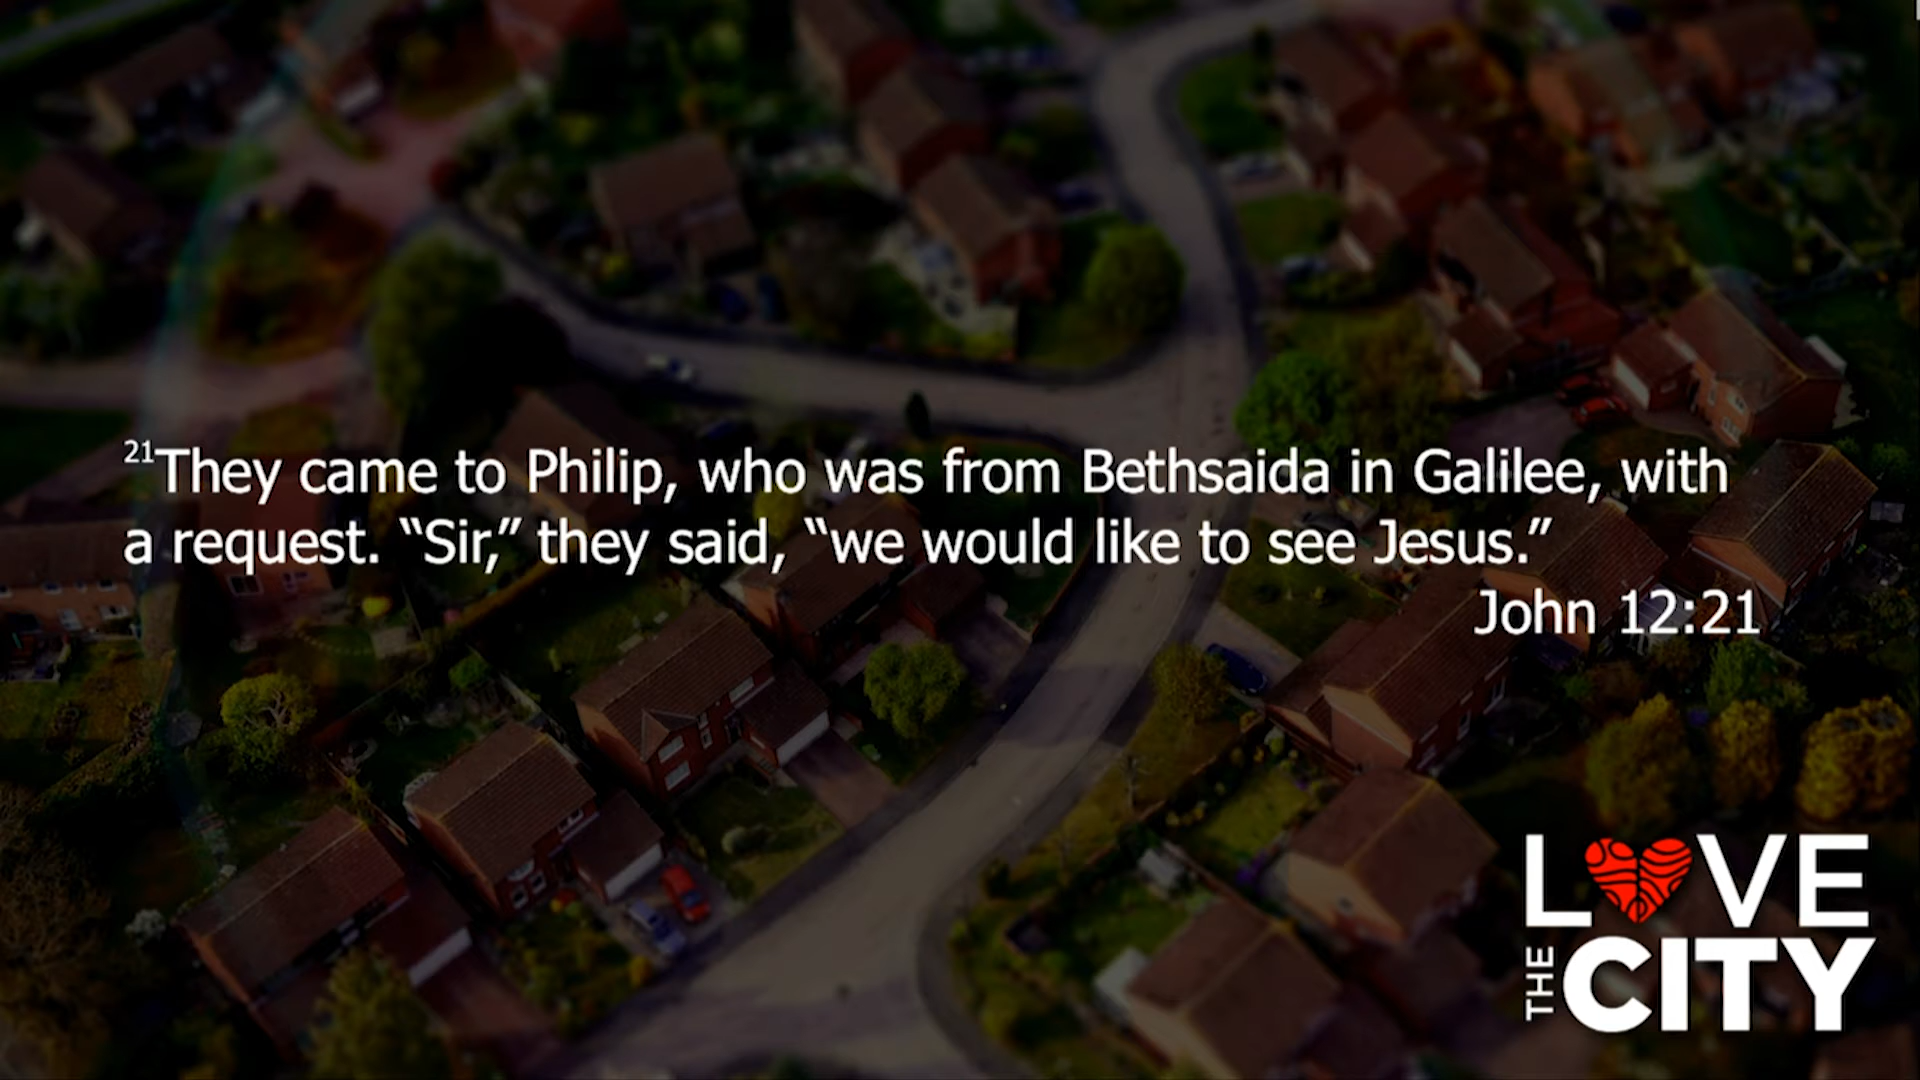 ²¹They came to Philip, who was from Bethsaida in Galilee, with
a request. “Sir,” they said, “we would like to see Jesus.”
John 12:21
LOVE
THE CITY